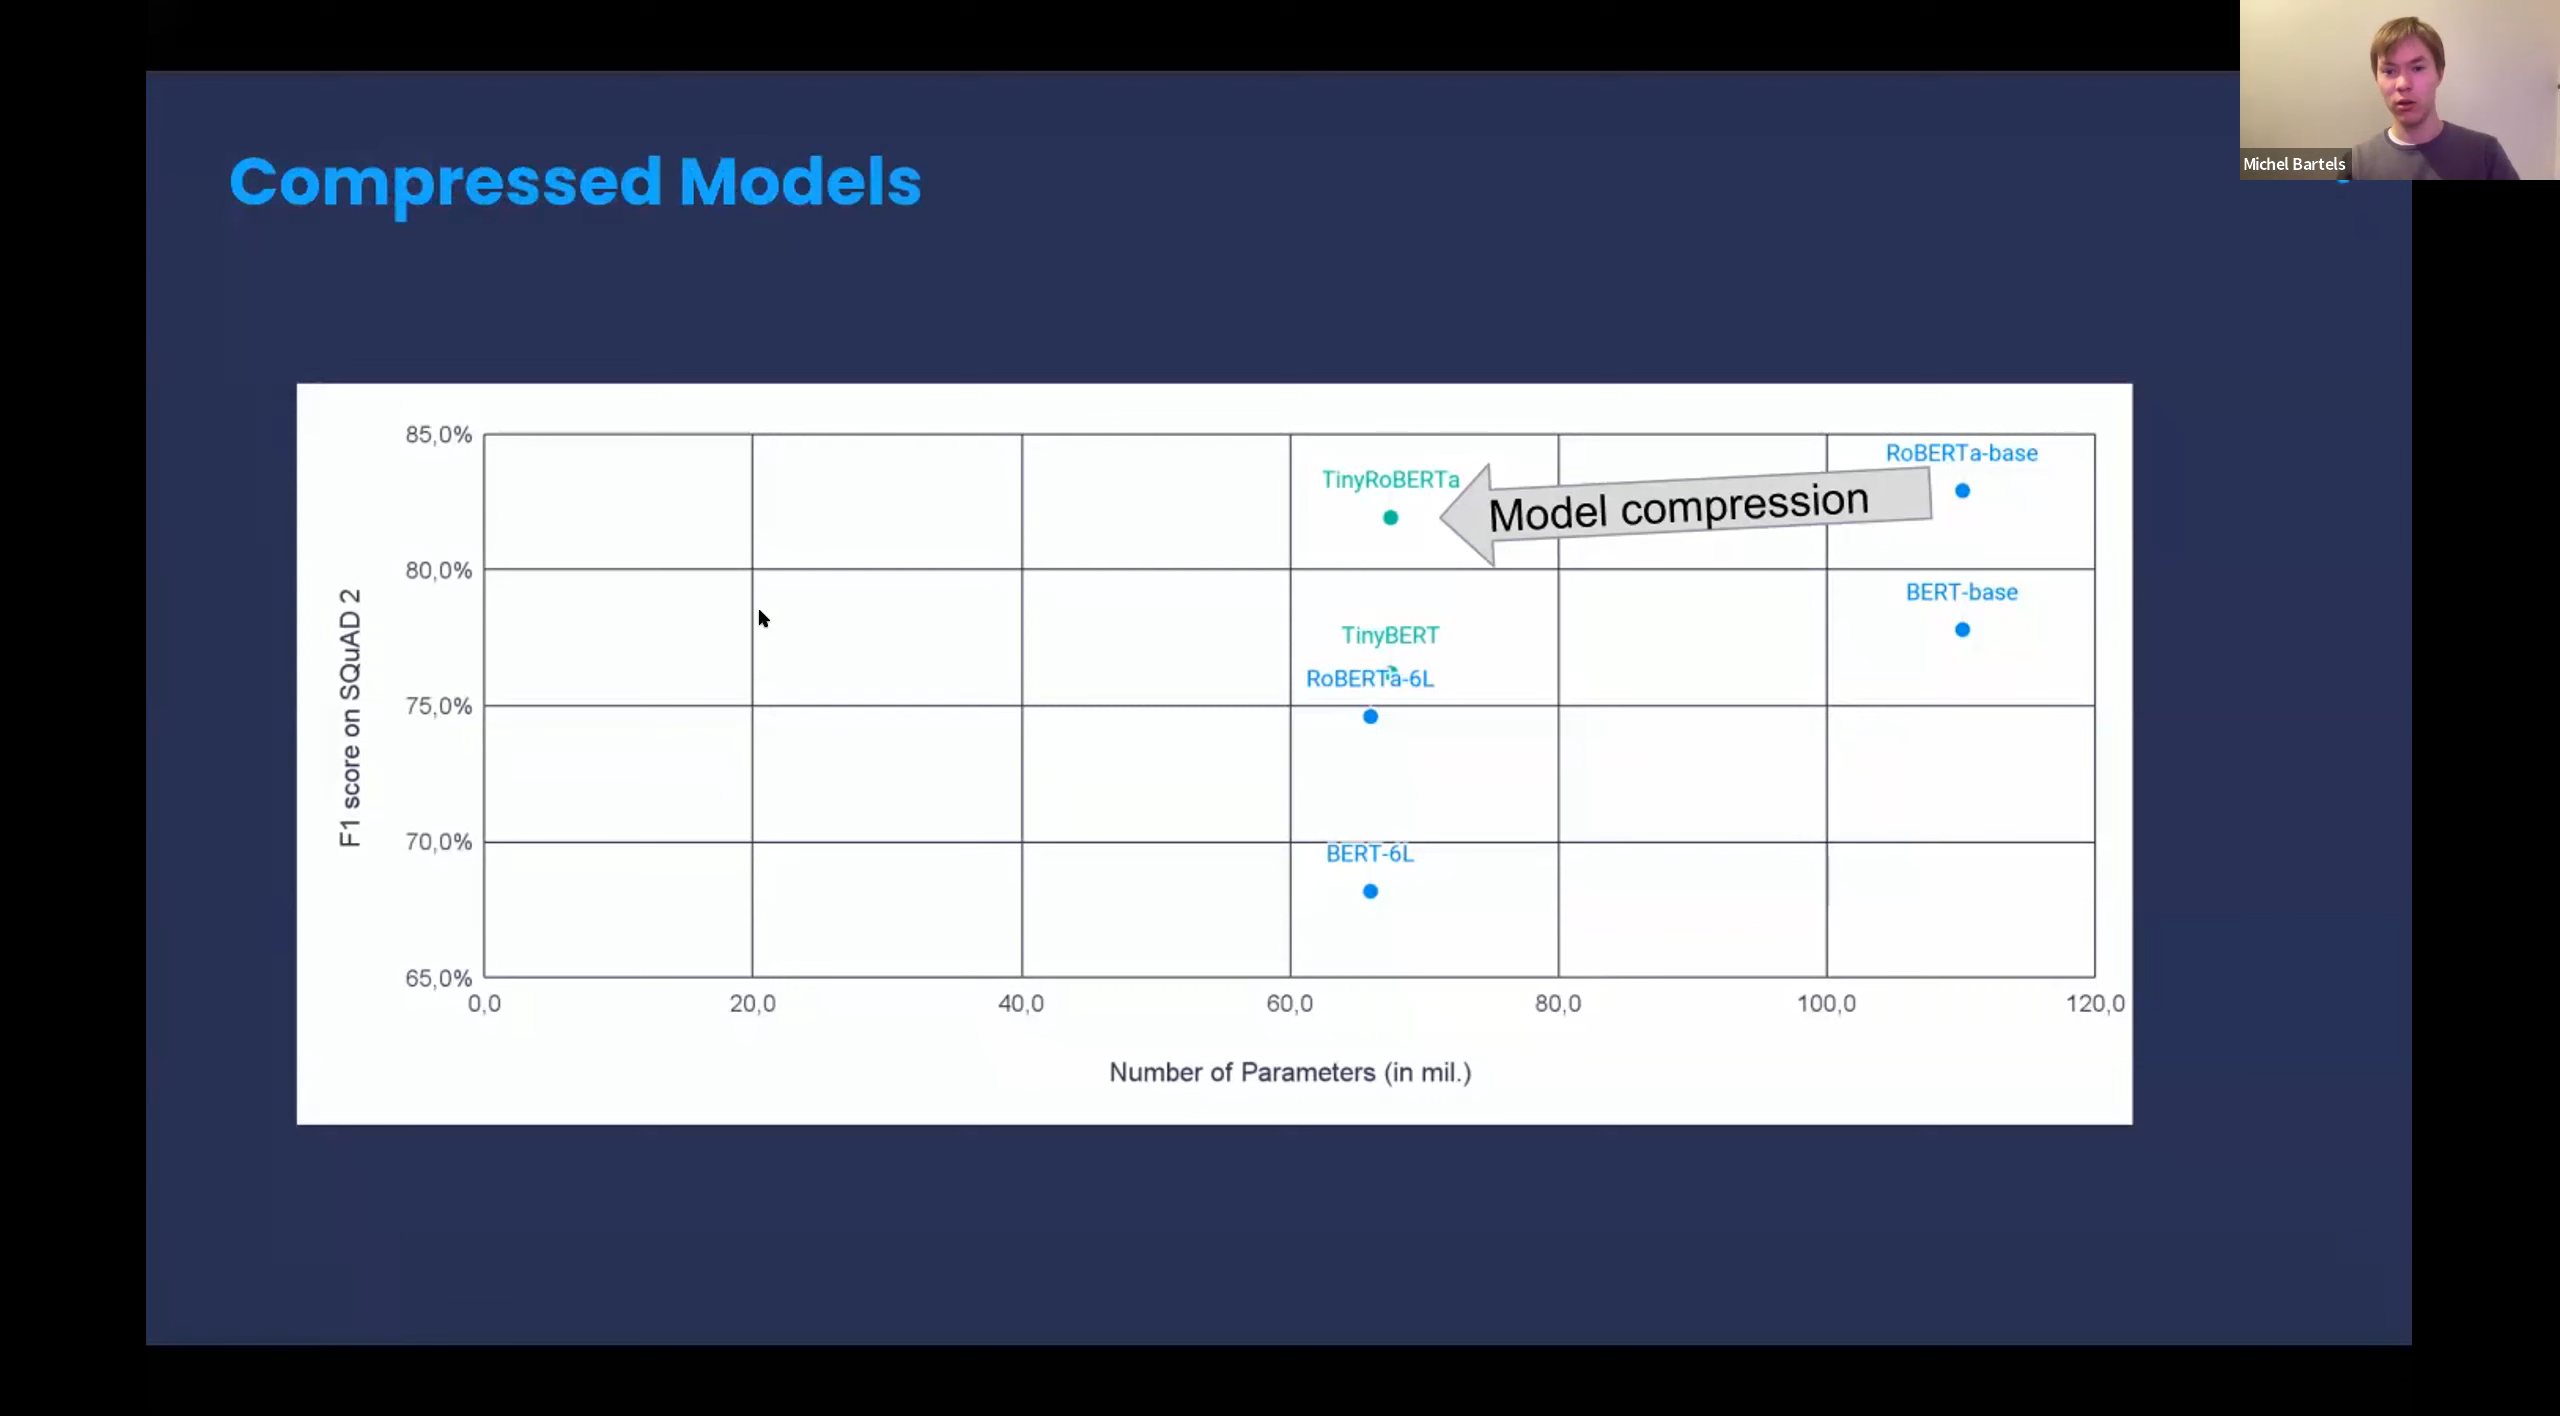 Michel Bartels
Compressed Models
85,0%
80,0%
75,0%
70,0%
65,0%
F1 score on SQuAD 2
RoBERTa-base
TinyRoBERTa
Model compression
BERT-base
TinyBERT
RoBERTa-6L
BERT-6L
0,0
20,0
40,0
60,0
80,0
100,0
120,0
Number of Parameters (in mil.)